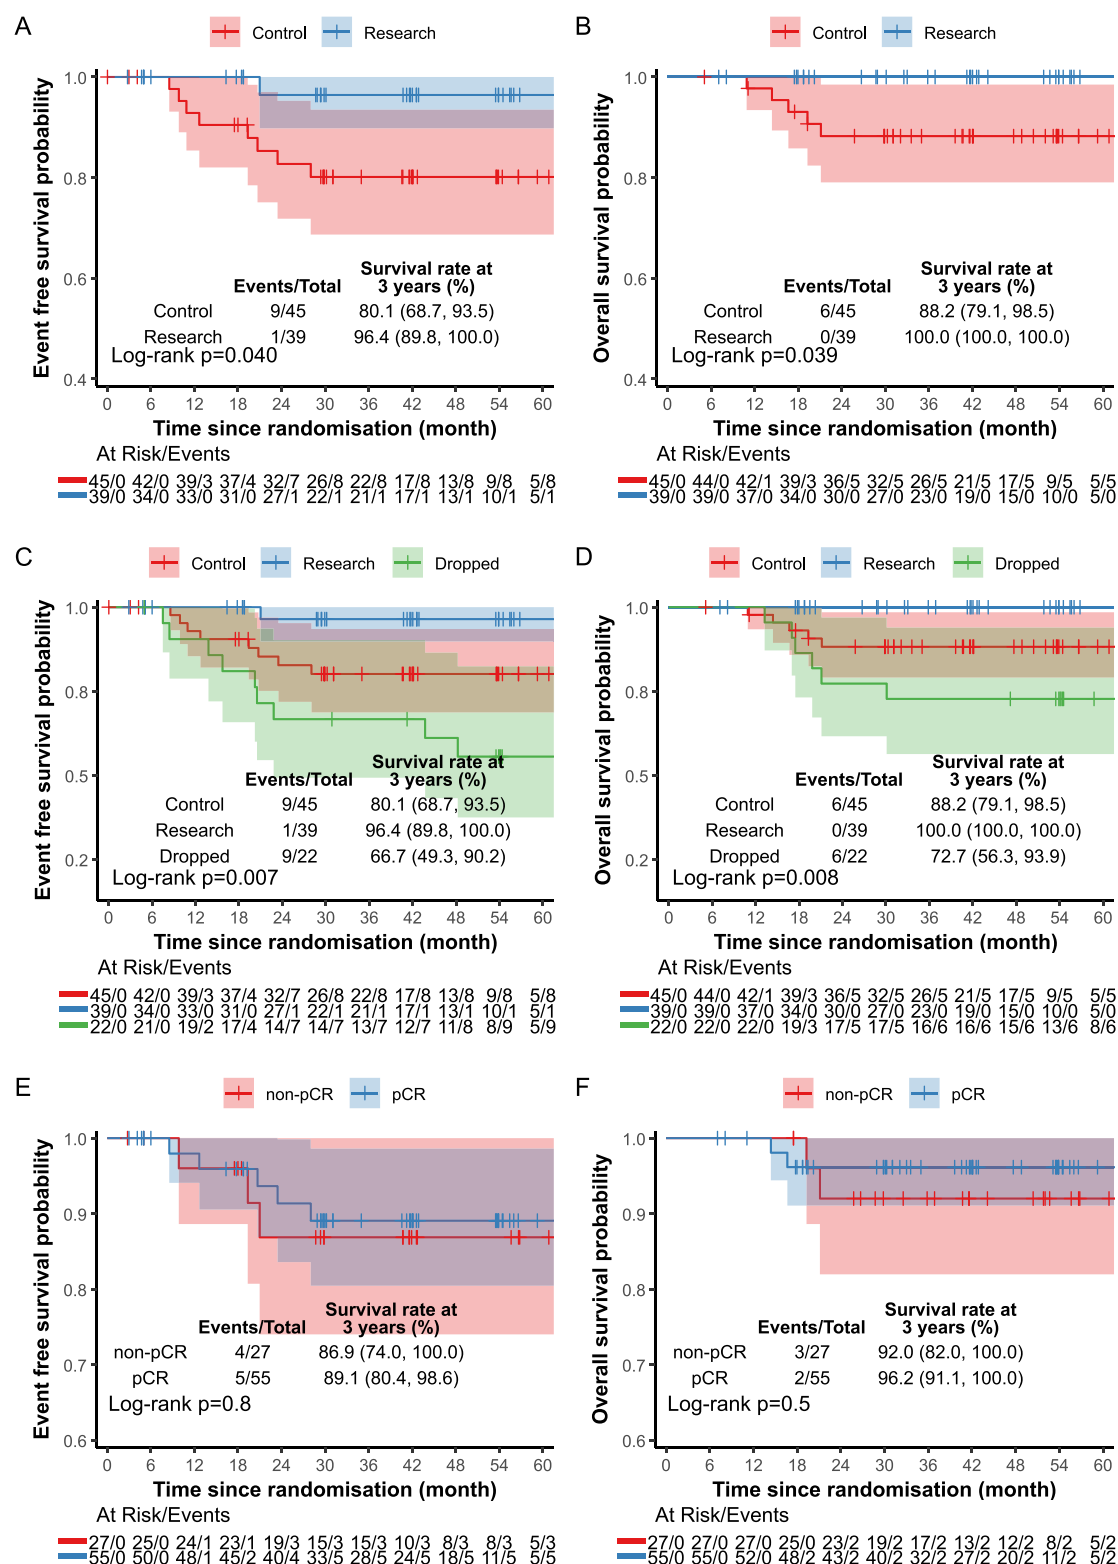 A
Control Research
Event free survival probability
1.0
0.8
0.6
0.4
Events/Total Survival rate at 3 years (%)
Control 9/45 80.1 (68.7, 93.5)
Research 1/39 96.4 (89.8, 100.0)
Log-rank p=0.040
0 6 12 18 24 30 36 42 48 54 60
Time since randomisation (month)
At Risk/Events
45/0 42/0 39/3 37/4 32/7 26/8 22/8 17/8 13/8 9/8 5/8
39/0 34/0 33/0 31/0 27/1 22/1 21/1 17/1 13/1 10/1 5/1
B
Control Research
Overall survival probability
1.0
0.8
0.6
0.4
Events/Total Survival rate at 3 years (%)
Control 6/45 88.2 (79.1, 98.5)
Research 0/39 100.0 (100.0, 100.0)
Log-rank p=0.039
0 6 12 18 24 30 36 42 48 54 60
Time since randomisation (month)
At Risk/Events
45/0 44/0 42/1 39/3 36/5 32/5 26/5 21/5 17/5 9/5 5/5
39/0 39/0 37/0 34/0 30/0 27/0 23/0 19/0 15/0 10/0 5/0
C
Control Research Dropped
Event free survival probability
1.0
0.8
0.5
0.2
Events/Total Survival rate at 3 years (%)
Control 9/45 80.1 (68.7, 93.5)
Research 1/39 96.4 (89.8, 100.0)
Dropped 9/22 66.7 (49.3, 90.2)
Log-rank p=0.007
0 6 12 18 24 30 36 42 48 54 60
Time since randomisation (month)
At Risk/Events
45/0 42/0 39/3 37/4 32/7 26/8 22/8 17/8 13/8 9/8 5/8
39/0 34/0 33/0 31/0 27/1 22/1 21/1 17/1 13/1 10/1 5/1
22/0 21/0 19/2 17/4 14/7 14/7 13/7 12/7 11/8 8/9 5/9
D
Control Research Dropped
Overall survival probability
1.0
0.8
0.5
0.2
Events/Total Survival rate at 3 years (%)
Control 6/45 88.2 (79.1, 98.5)
Research 0/39 100.0 (100.0, 100.0)
Dropped 6/22 72.7 (56.3, 93.9)
Log-rank p=0.008
0 6 12 18 24 30 36 42 48 54 60
Time since randomisation (month)
At Risk/Events
45/0 44/0 42/1 39/3 36/5 32/5 26/5 21/5 17/5 9/5 5/5
39/0 39/0 37/0 34/0 30/0 27/0 23/0 19/0 15/0 10/0 5/0
22/0 22/0 22/0 19/3 17/5 17/5 16/6 16/6 15/6 13/6 8/6
E
non-pCR pCR
Event free survival probability
1.0
0.9
0.8
0.7
0.6
Events/Total Survival rate at 3 years (%)
non-pCR 4/27 86.9 (74.0, 100.0)
pCR 5/55 89.1 (80.4, 98.6)
Log-rank p=0.8
0 6 12 18 24 30 36 42 48 54 60
Time since randomisation (month)
At Risk/Events
27/0 25/0 24/1 23/1 19/3 15/3 15/3 10/3 8/3 8/3 5/3
55/0 50/0 48/1 45/2 40/4 33/5 28/5 24/5 18/5 11/5 5/5
F
non-pCR pCR
Overall survival probability
1.0
0.9
0.8
0.7
0.6
Events/Total Survival rate at 3 years (%)
non-pCR 3/27 92.0 (82.0, 100.0)
pCR 2/55 96.2 (91.1, 100.0)
Log-rank p=0.5
0 6 12 18 24 30 36 42 48 54 60
Time since randomisation (month)
At Risk/Events
27/0 27/0 27/0 25/0 23/2 19/2 17/2 13/2 12/2 8/2 5/2
55/0 55/0 52/0 48/2 43/2 40/2 32/2 27/2 20/2 11/2 5/2